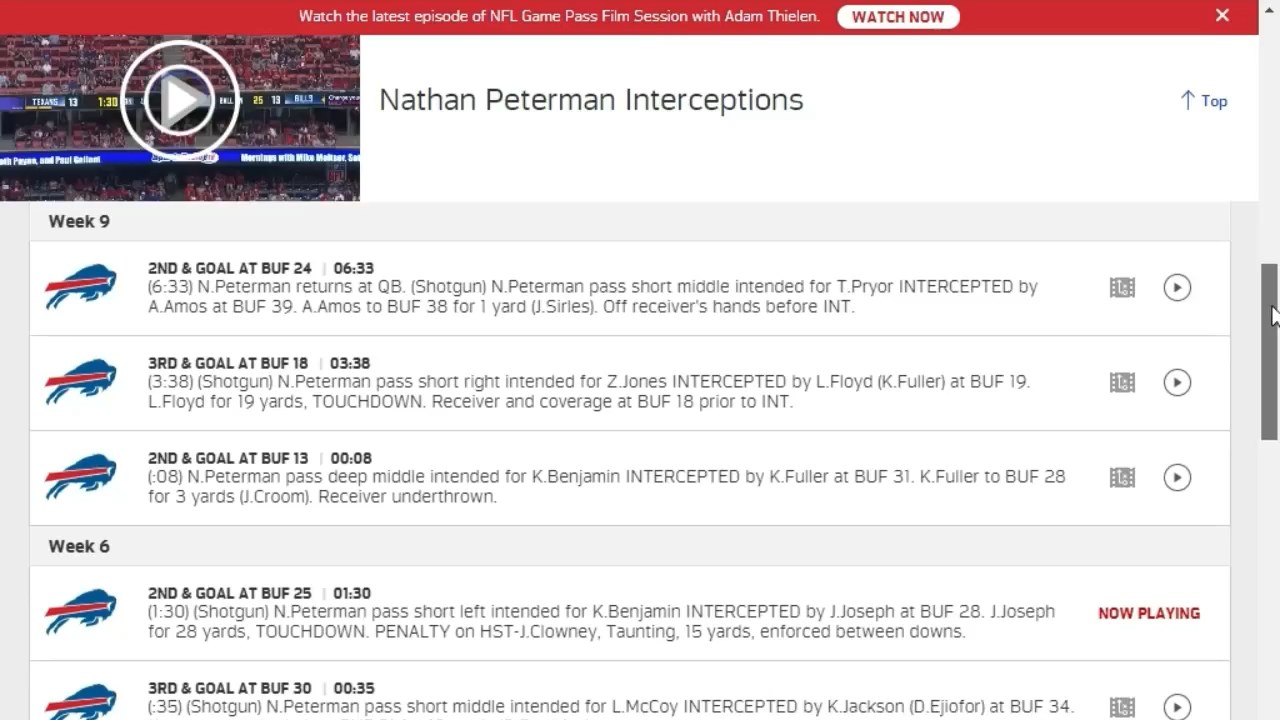 Watch the latest episode of NFL Game Pass Film Session with Adam Thielen. WATCH NOW
TEXANS 13 1:30 25 13 BILLS
Nathan Peterman Interceptions
Top
Week 9
2ND & GOAL AT BUF 24 | 06:33
(6:33) N.Peterman returns at QB. (Shotgun) N.Peterman pass short middle intended for T.Pryor INTERCEPTED by
A.Amos at BUF 39. A.Amos to BUF 38 for 1 yard (J.Sirles). Off receiver's hands before INT.
3RD & GOAL AT BUF 18 | 03:38
(3:38) (Shotgun) N.Peterman pass short right intended for Z.Jones INTERCEPTED by L.Floyd (K.Fuller) at BUF 19.
L.Floyd for 19 yards, TOUCHDOWN. Receiver and coverage at BUF 18 prior to INT.
2ND & GOAL AT BUF 13 | 00:08
(:08) N.Peterman pass deep middle intended for K.Benjamin INTERCEPTED by K.Fuller at BUF 31. K.Fuller to BUF 28
for 3 yards (J.Croom). Receiver underthrown.
Week 6
2ND & GOAL AT BUF 25 | 01:30
(1:30) (Shotgun) N.Peterman pass short left intended for K.Benjamin INTERCEPTED by J.Joseph at BUF 28. J.Joseph
for 28 yards, TOUCHDOWN. PENALTY on HST-J.Clowney, Taunting, 15 yards, enforced between downs.
NOW PLAYING
3RD & GOAL AT BUF 30 | 00:35
(:35) (Shotgun) N.Peterman pass short middle intended for L.McCoy INTERCEPTED by K.Jackson (D.Ejiofor) at BUF 34.